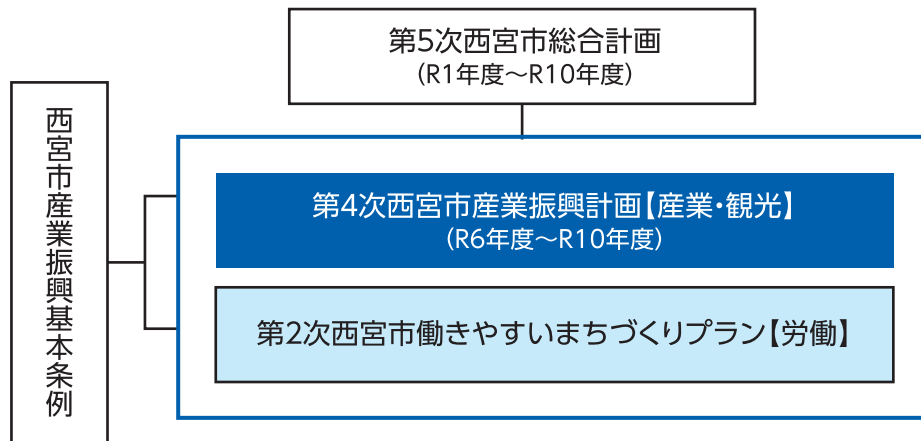 第5次西宮市総合計画
(R1年度～R10年度)
西宮市産業振興基本条例
第4次西宮市産業振興計画【産業・観光】
(R6年度～R10年度)
第2次西宮市働きやすいまちづくりプラン【労働】